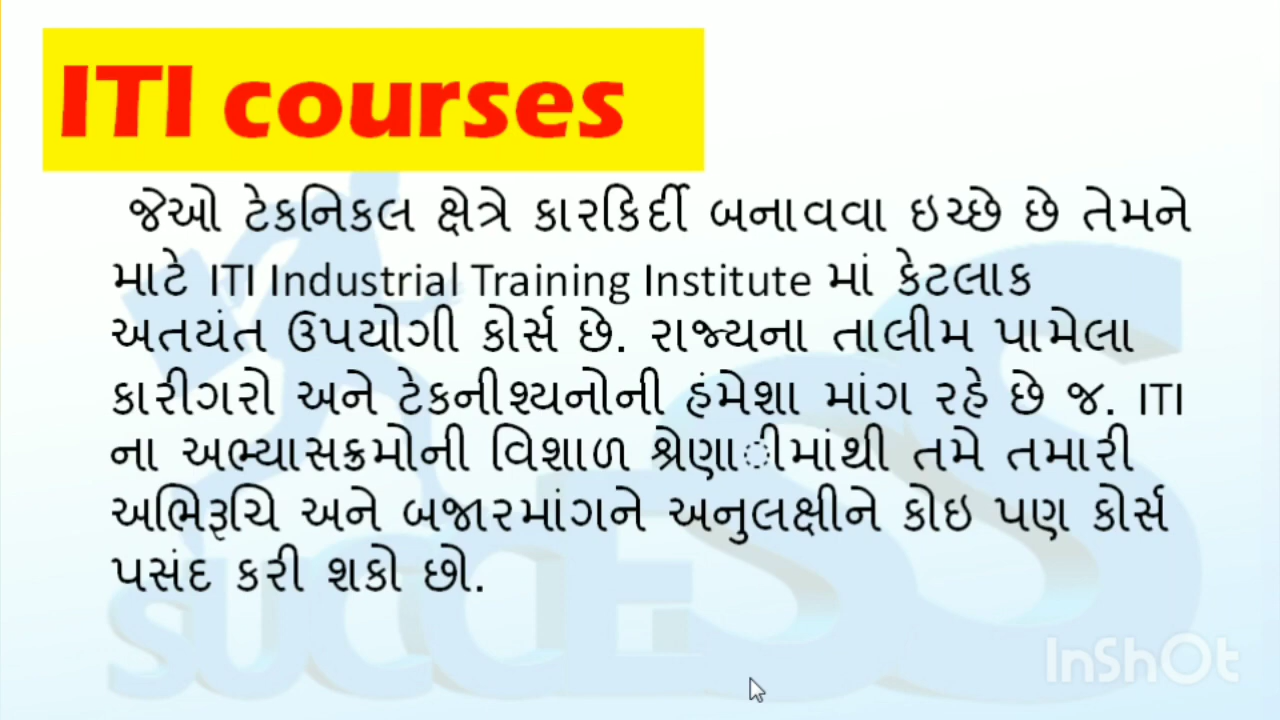 ITI courses
જેઓ ટેકનિકલ ક્ષેત્રે કારકિર્દી બનાવવા ઇચ્છે છે તેમને
માટે ITI Industrial Training Institute માં કેટલાક
અતયંત ઉપયોગી કોર્સ છે. રાજ્યના તાલીમ પામેલા
કારીગરો અને ટેકનીશ્યનોની હંમેશા માંગ રહે છે જ. ITI
ના અભ્યાસક્રમોની વિશાળ શ્રેણાીમાંથી તમે તમારી
અભિરૂચિ અને બજારમાંગને અનુલક્ષીને કોઇ પણ કોર્સ
પસંદ કરી શકો છો.
SUCCESS
InShOt